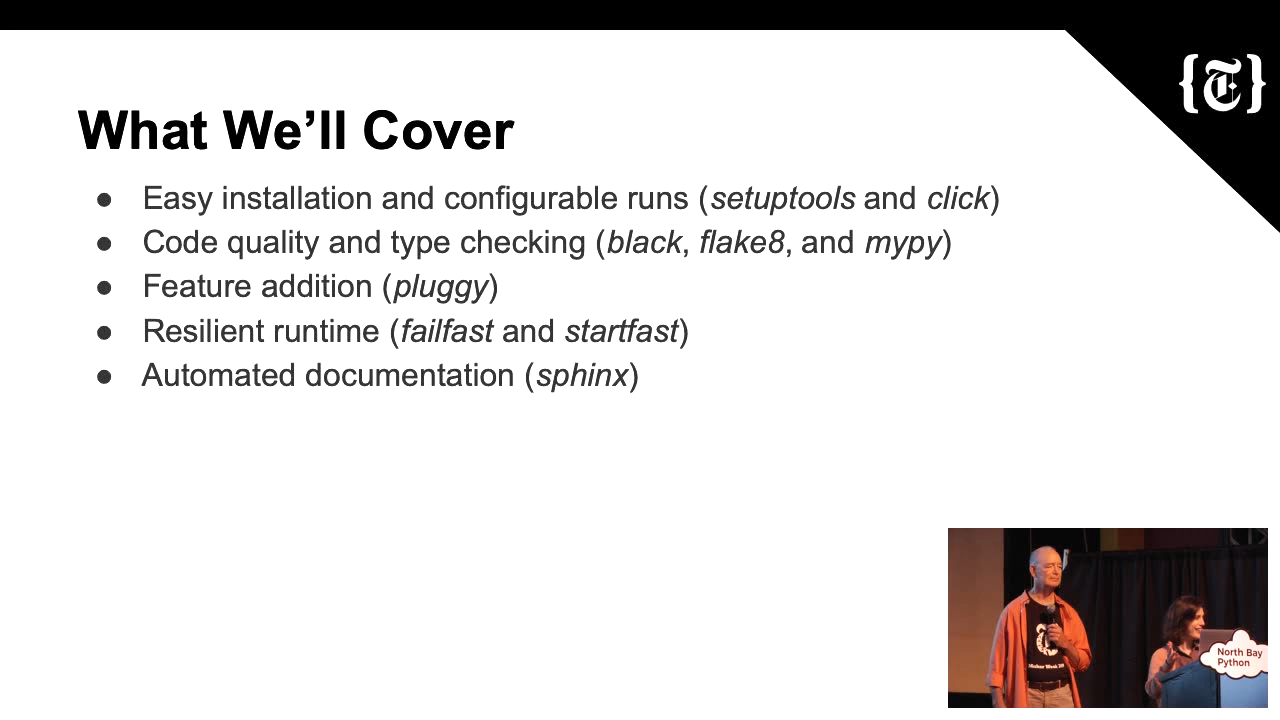 {T}
What We’ll Cover
● Easy installation and configurable runs (setuptools and click)
● Code quality and type checking (black, flake8, and mypy)
● Feature addition (pluggy)
● Resilient runtime (failfast and startfast)
● Automated documentation (sphinx)
North Bay
Python